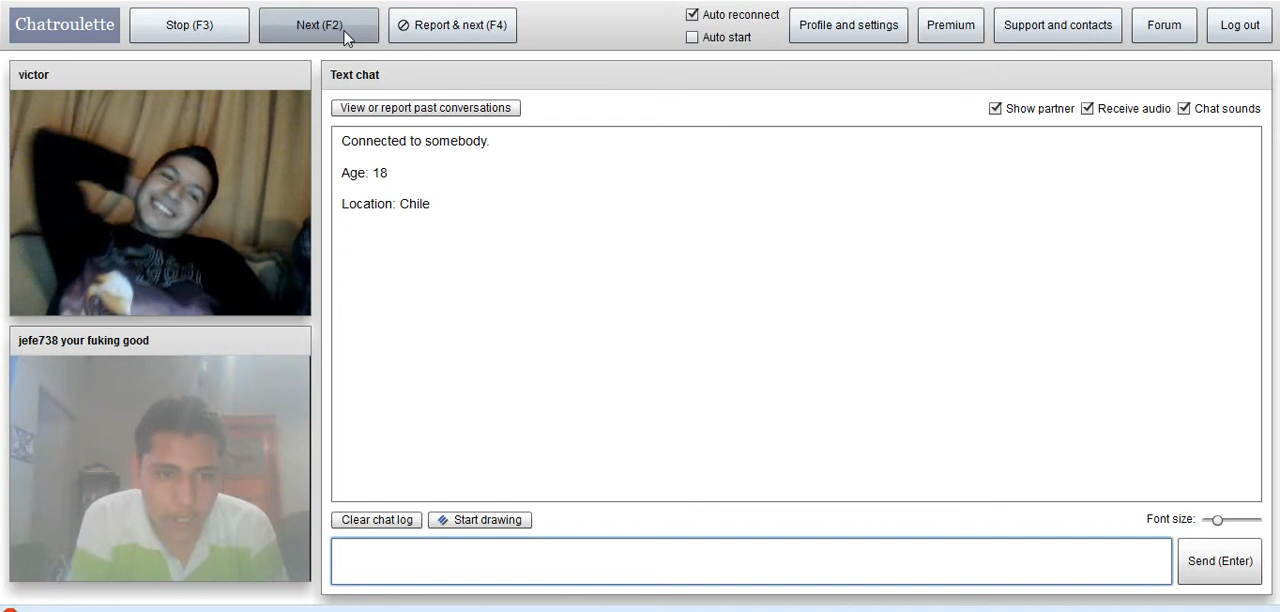 Chatroulette
Stop (F3)
Next (F2)
Report & next (F4)
Auto reconnect
Auto start
Profile and settings
Premium
Support and contacts
Forum
Log out
victor
Text chat
View or report past conversations
Show partner
Receive audio
Chat sounds
Connected to somebody.
Age: 18
Location: Chile
jefe738 your fuking good
Clear chat log
Start drawing
Font size:
Send (Enter)